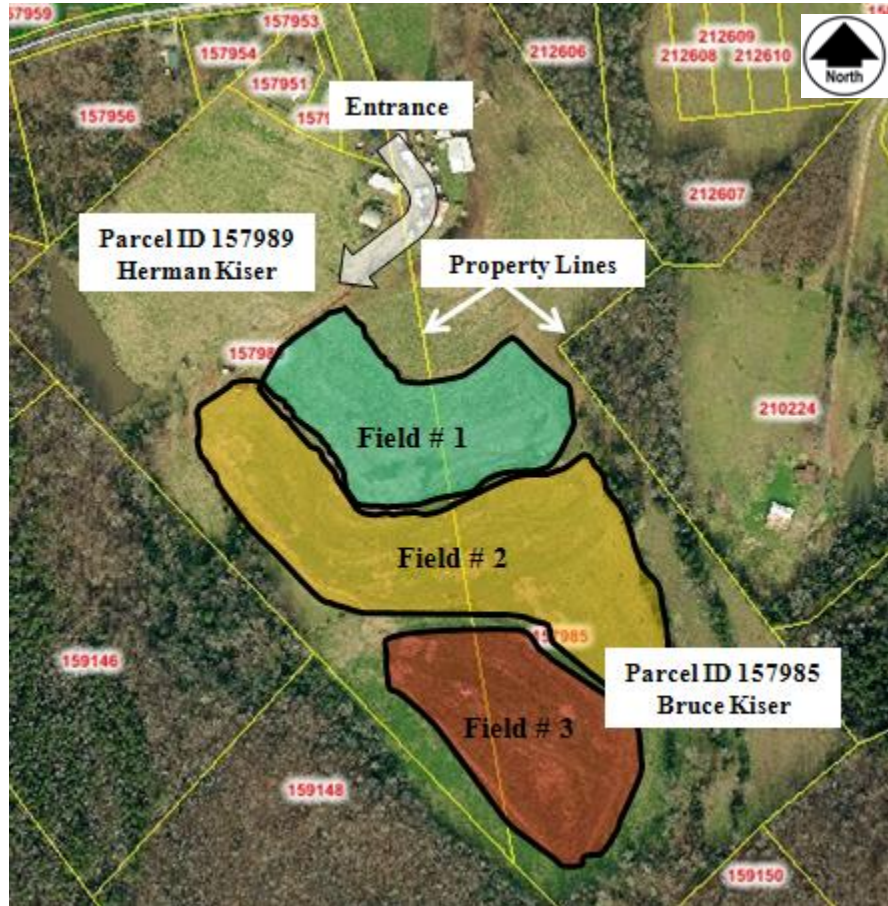 157953
157954
212609
212606
212608
212610
157951
North
157956
Entrance
212607
Parcel ID 157989
Herman Kiser
Property Lines
210224
Field # 1
Field # 2
157985
159146
Parcel ID 157985
Bruce Kiser
Field # 3
159148
159150